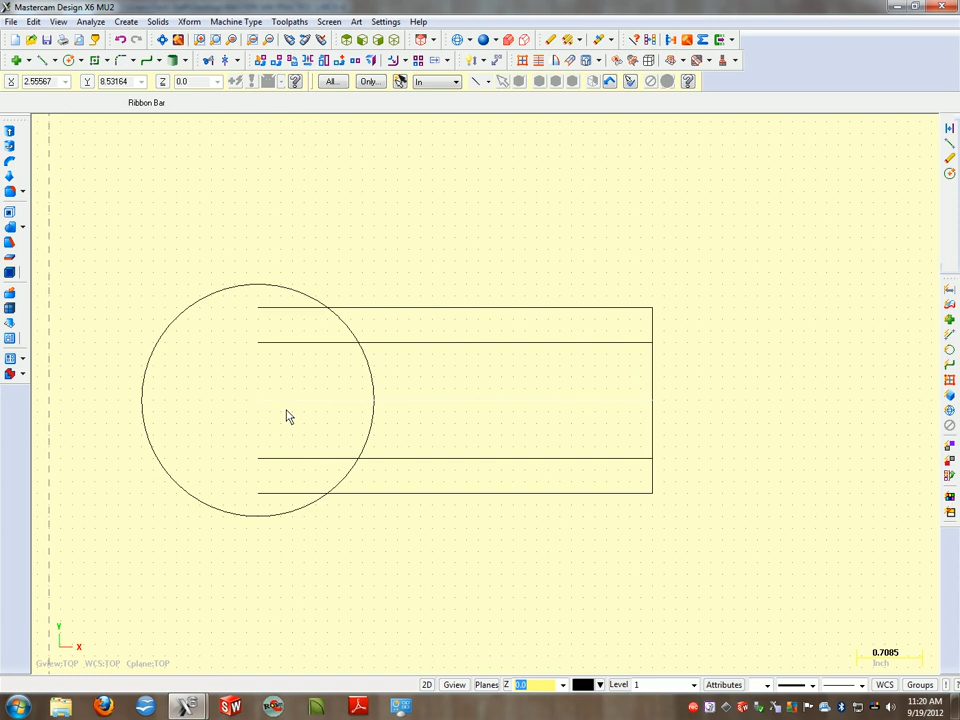 Mastercam Design X6 MU2
File Edit View Analyze Create Solids Xform Machine Type Toolpaths Screen Art Settings Help
X 2.55567 Y 8.53164 Z 0.0 All... Only... In
Ribbon Bar
Y
X
Gview:TOP WCS:TOP Cplane:TOP
0.7085
Inch
2D Gview Planes Z 0.0 Level 1 Attributes WCS Groups ?
11:20 AM
9/19/2012